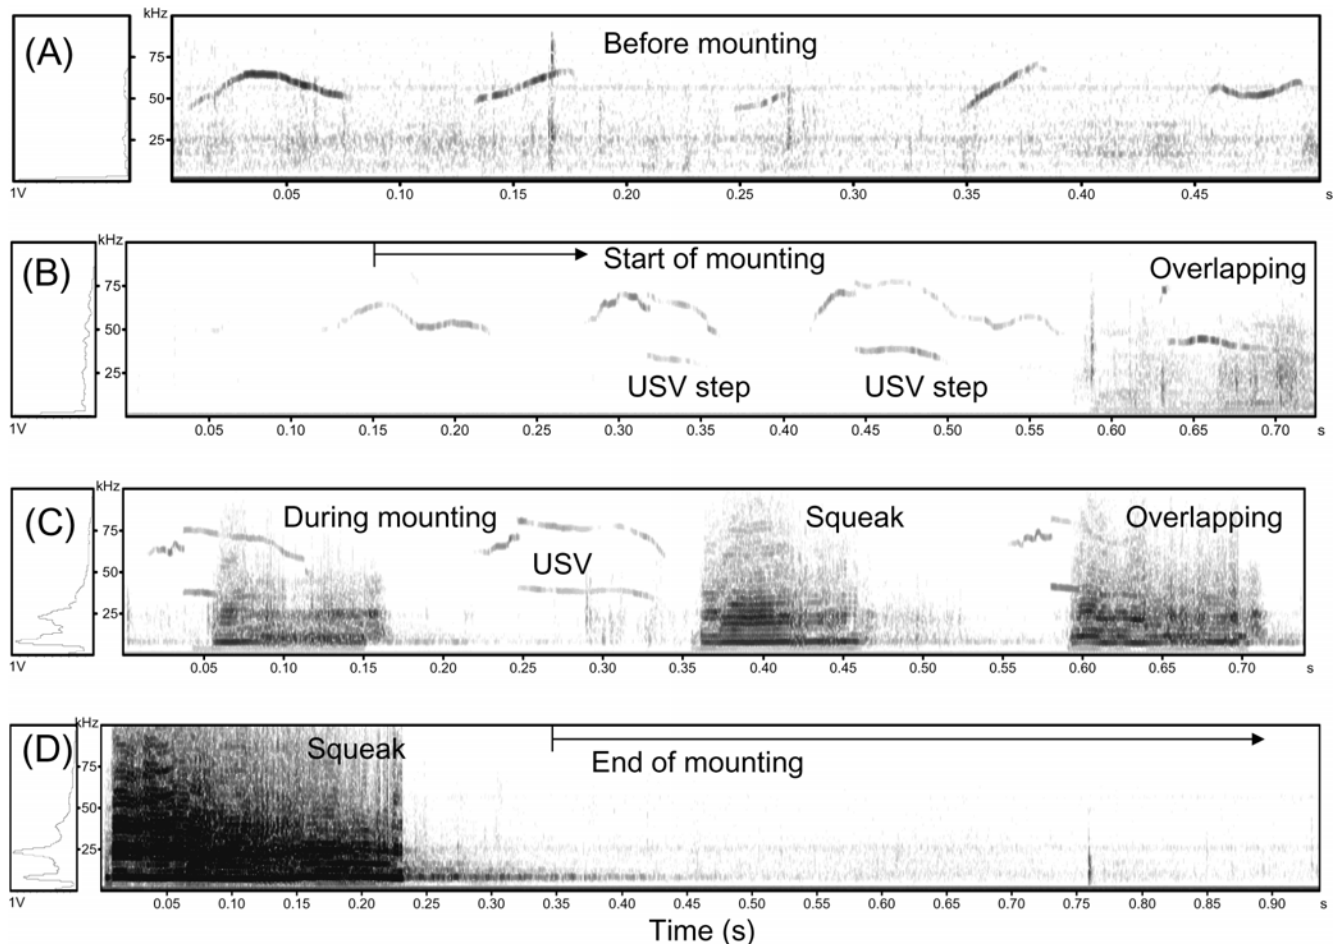 (A)
kHz
75
50
25
Before mounting
1V
0.05 0.10 0.15 0.20 0.25 0.30 0.35 0.40 0.45 s
(B)
kHz
75
50
25
Start of mounting
Overlapping
USV step USV step
1V
0.05 0.10 0.15 0.20 0.25 0.30 0.35 0.40 0.45 0.50 0.55 0.60 0.65 0.70 s
(C)
kHz
75
50
25
During mounting
Squeak
Overlapping
USV
1V
0.05 0.10 0.15 0.20 0.25 0.30 0.35 0.40 0.45 0.50 0.55 0.60 0.65 0.70 s
(D)
kHz
75
50
25
Squeak
End of mounting
1V
0.05 0.10 0.15 0.20 0.25 0.30 0.35 0.40 0.45 0.50 0.55 0.60 0.65 0.70 0.75 0.80 0.85 0.90 s
Time (s)